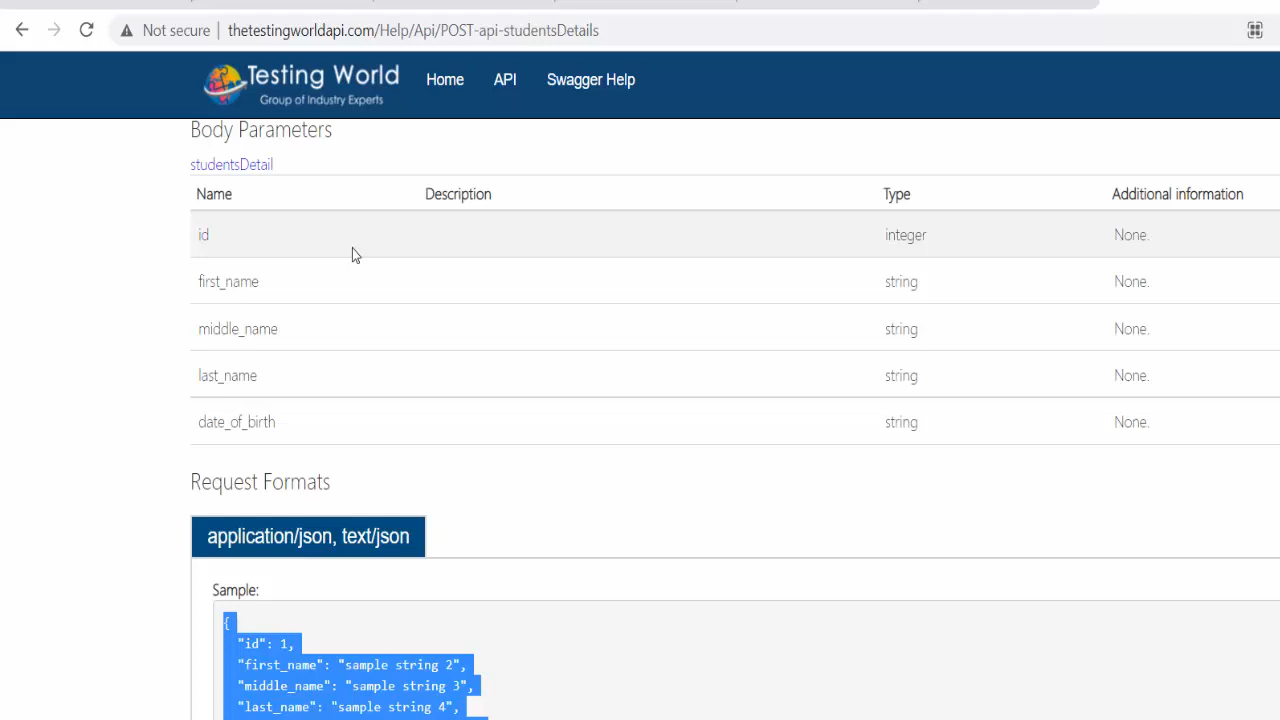 Not secure | thetestingworldapi.com/Help/Api/POST-api-studentsDetails
Testing World
Group of Industry Experts
Home API Swagger Help
Body Parameters
studentsDetail
Name Description Type Additional information
id integer None.
first_name string None.
middle_name string None.
last_name string None.
date_of_birth string None.
Request Formats
application/json, text/json
Sample:
{
"id": 1,
"first_name": "sample string 2",
"middle_name": "sample string 3",
"last_name": "sample string 4",